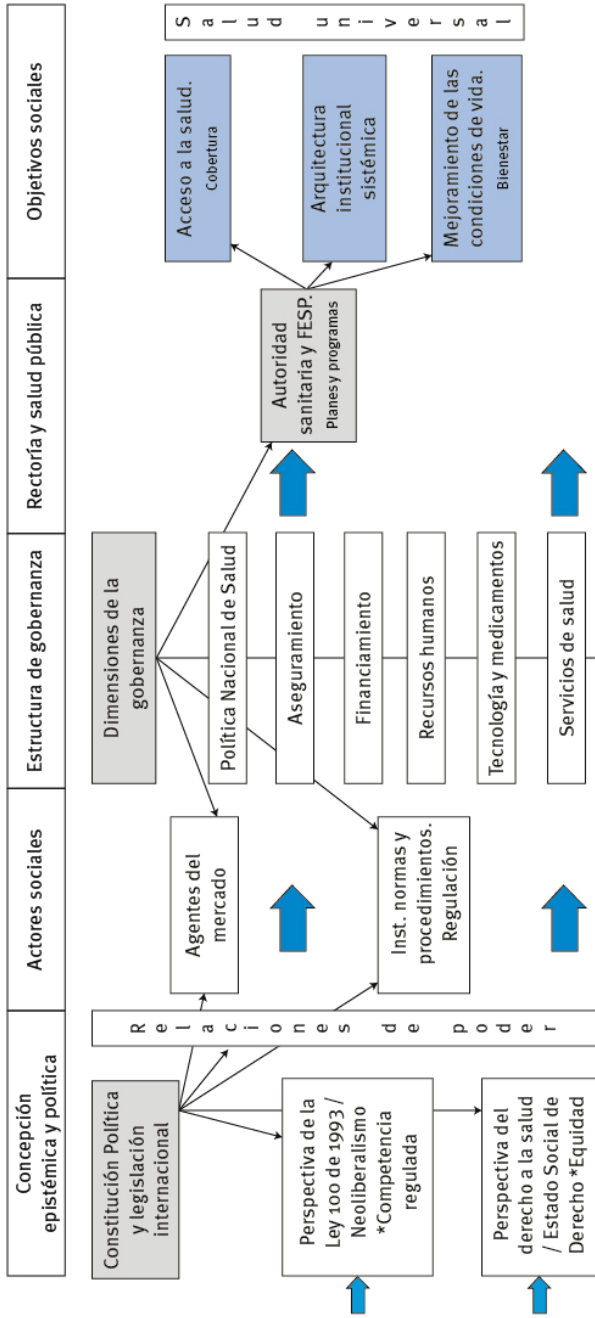 Concepción
epistémica y política
Actores sociales
Estructura de gobernanza
Rectoría y salud pública
Objetivos sociales
Constitución Política
y legislación
internacional
Perspectiva de la
Ley 100 de 1993 /
Neoliberalismo
*Competencia
regulada
Perspectiva del
derecho a la salud
/ Estado Social de
Derecho *Equidad
Relaciones de poder
Agentes del
mercado
Inst. normas y
procedimientos.
Regulación
Dimensiones de la
gobernanza
Política Nacional de Salud
Aseguramiento
Financiamiento
Recursos humanos
Tecnología y medicamentos
Servicios de salud
Autoridad
sanitaria y FESP.
Planes y programas
Acceso a la salud.
Cobertura
Arquitectura
institucional
sistémica
Mejoramiento de las
condiciones de vida.
Bienestar
Salud universal